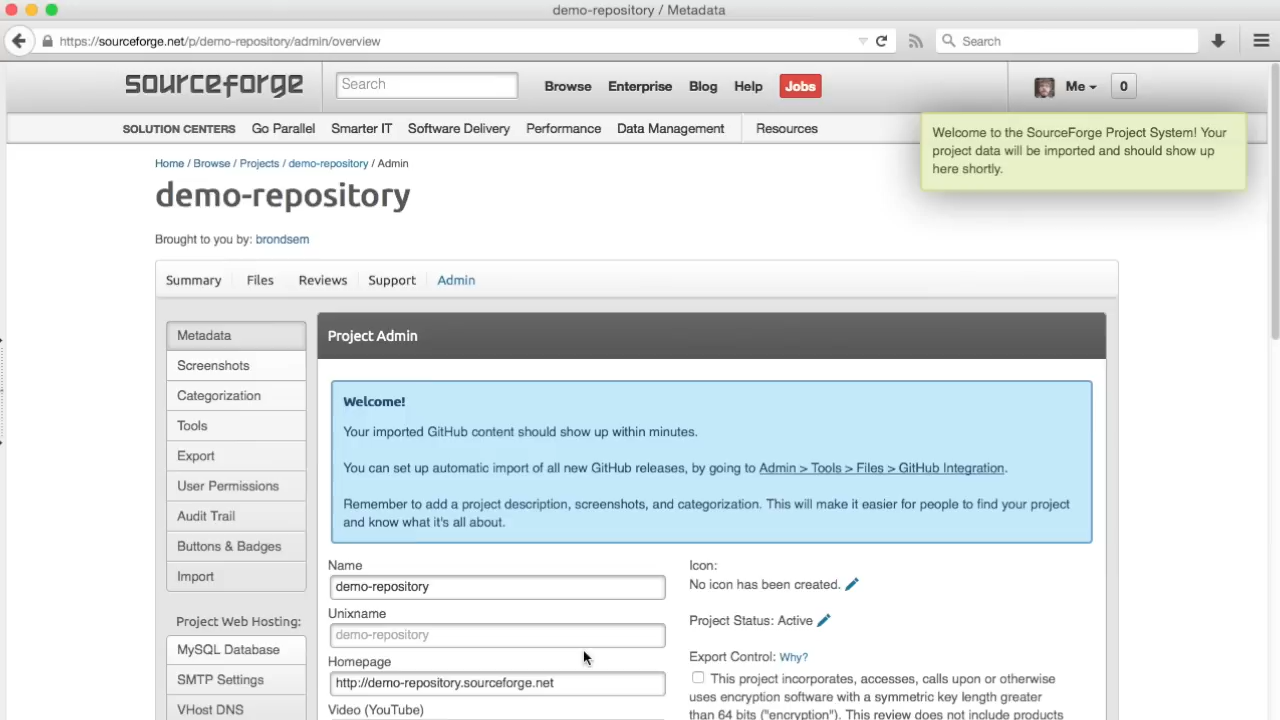 demo-repository / Metadata
https://sourceforge.net/p/demo-repository/admin/overview
Search
sourceforge
Search
Browse
Enterprise
Blog
Help
Jobs
Me
0
SOLUTION CENTERS
Go Parallel
Smarter IT
Software Delivery
Performance
Data Management
Resources
Welcome to the SourceForge Project System! Your
project data will be imported and should show up
here shortly.
Home / Browse / Projects / demo-repository / Admin
demo-repository
Brought to you by: brondsem
Summary
Files
Reviews
Support
Admin
Metadata
Screenshots
Categorization
Tools
Export
User Permissions
Audit Trail
Buttons & Badges
Import
Project Web Hosting:
MySQL Database
SMTP Settings
VHost DNS
Project Admin
Welcome!
Your imported GitHub content should show up within minutes.
You can set up automatic import of all new GitHub releases, by going to Admin > Tools > Files > GitHub Integration.
Remember to add a project description, screenshots, and categorization. This will make it easier for people to find your project
and know what it's all about.
Name
demo-repository
Unixname
demo-repository
Homepage
http://demo-repository.sourceforge.net
Video (YouTube)
Icon:
No icon has been created.
Project Status: Active
Export Control: Why?
This project incorporates, accesses, calls upon or otherwise
uses encryption software with a symmetric key length greater
than 64 bits ("encryption"). This review does not include products